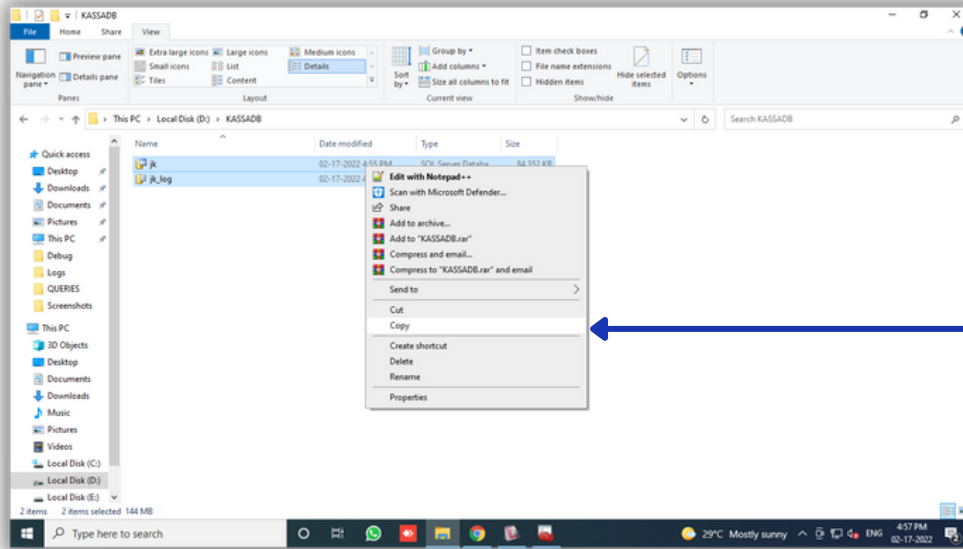 KASSADB
File Home Share View
Navigation pane
Preview pane
Details pane
Panes
Extra large icons Large icons Medium icons
Small icons List Details
Tiles Content
Layout
Sort by
Group by
Add columns
Size all columns to fit
Current view
Item check boxes
File name extensions
Hidden items
Hide selected items
Show/hide
Options
This PC > Local Disk (D:) > KASSADB
Search KASSADB
Name Date modified Type Size
jk 02-17-2022 4:55 PM SQL Server Databa... 84,352 KB
jk_log 02-17-2022 4
Quick access
Desktop
Downloads
Documents
Pictures
This PC
Debug
Logs
QUERIES
Screenshots
This PC
3D Objects
Desktop
Documents
Downloads
Music
Pictures
Videos
Local Disk (C:)
Local Disk (D:)
Local Disk (E:)
Edit with Notepad++
Scan with Microsoft Defender...
Share
Add to archive...
Add to "KASSADB.rar"
Compress and email...
Compress to "KASSADB.rar" and email
Send to
Cut
Copy
Create shortcut
Delete
Rename
Properties
2 items 2 items selected 144 MB
Type here to search
29°C Mostly sunny
ENG
4:57 PM
02-17-2022
2